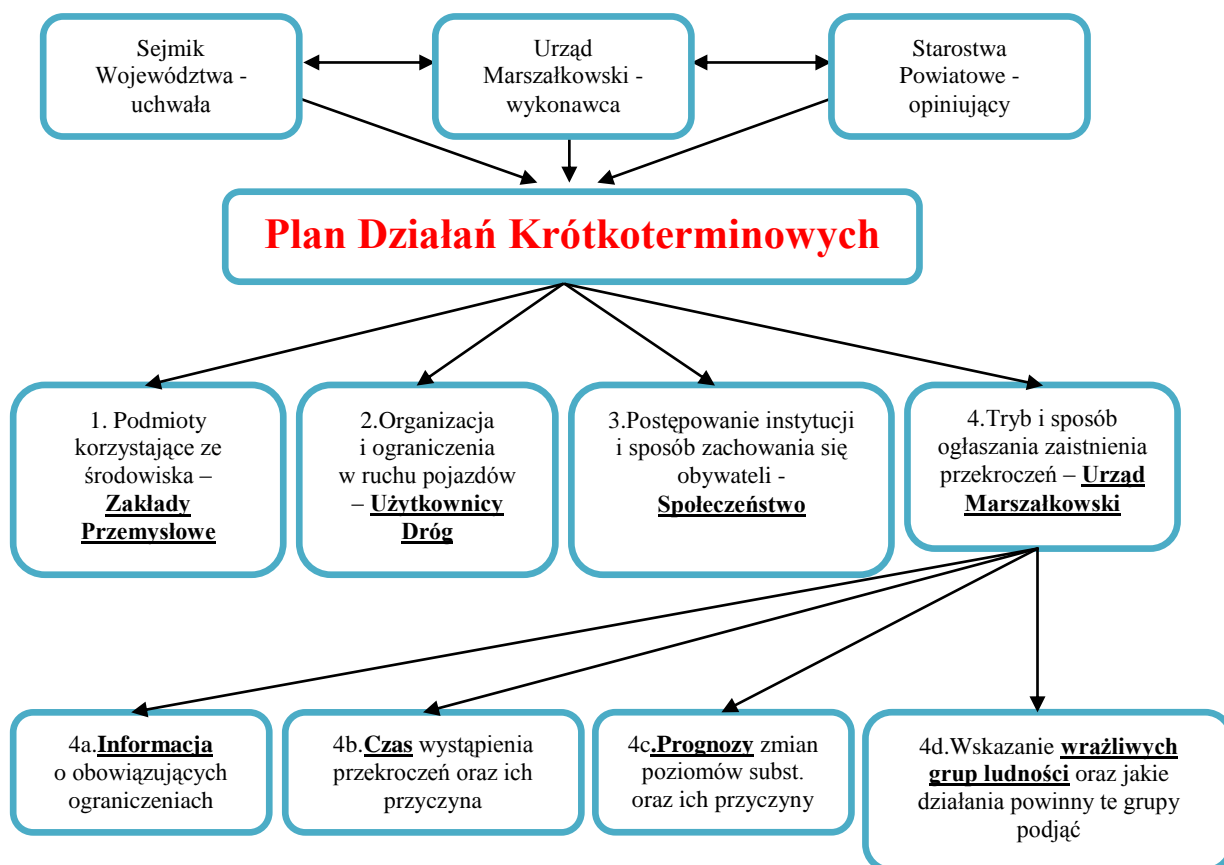 Sejmik
Województwa -
uchwała
Urząd
Marszałkowski -
wykonawca
Starostwa
Powiatowe -
opiniujący
Plan Działań Krótkoterminowych
1. Podmioty
korzystające ze
środowiska –
Zakłady
Przemysłowe
2.Organizacja
i ograniczenia
w ruchu pojazdów
– Użytkownicy
Dróg
3.Postępowanie instytucji
i sposób zachowania się
obywateli -
Społeczeństwo
4.Tryb i sposób
ogłaszania zaistnienia
przekroczeń – Urząd
Marszałkowski
4a.Informacja
o obowiązujących
ograniczeniach
4b.Czas wystąpienia
przekroczeń oraz ich
przyczyna
4c.Prognozy zmian
poziomów subst.
oraz ich przyczyny
4d.Wskazanie wrażliwych
grup ludności oraz jakie
działania powinny te grupy
podjąć